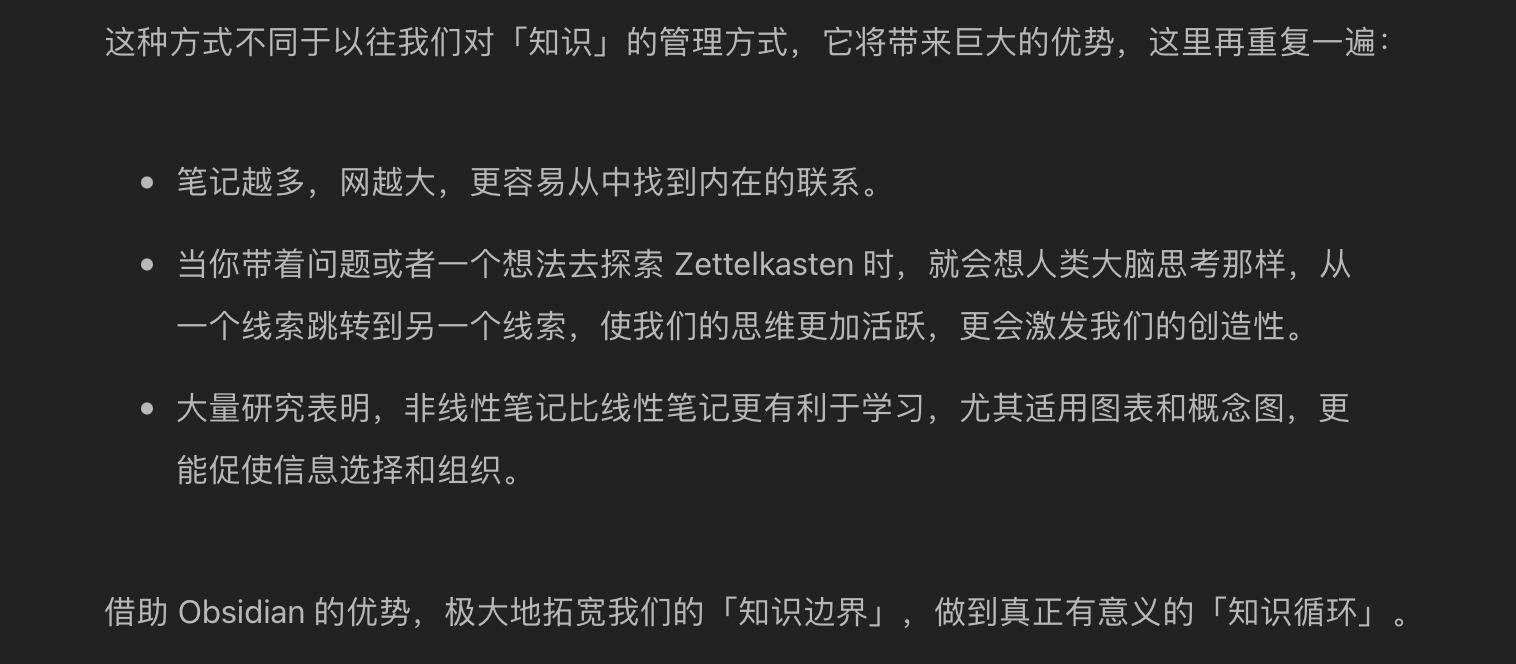 这种方式不同于以往我们对「知识」的管理方式，它将带来巨大的优势，这里再重复一遍：
• 笔记越多，网越大，更容易从中找到内在的联系。
• 当你带着问题或者一个想法去探索 Zettelkasten 时，就会想人类大脑思考那样，从
一个线索跳转到另一个线索，使我们的思维更加活跃，更会激发我们的创造性。
• 大量研究表明，非线性笔记比线性笔记更有利于学习，尤其适用图表和概念图，更
能促使信息选择和组织。
借助 Obsidian 的优势，极大地拓宽我们的「知识边界」，做到真正有意义的「知识循环」。